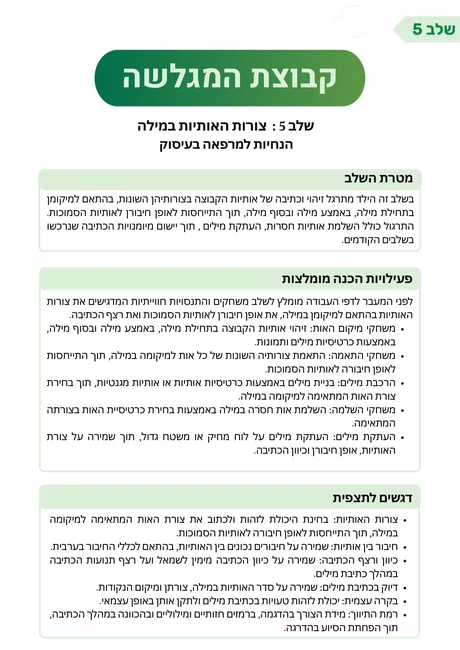 שלב 5
קבוצת המגלשה
שלב 5 : צורות האותיות במילה
הנחיות למרפאה בעיסוק
מטרת השלב
בשלב זה הילד מתרגל זיהוי וכתיבה של אותיות הקבוצה בצורותיהן השונות, בהתאם למיקומן
בתחילת מילה, באמצע מילה ובסוף מילה, תוך התייחסות לאופן חיבורן לאותיות הסמוכות.
התרגול כולל השלמת אותיות חסרות, העתקת מילים , תוך יישום מיומנויות הכתיבה שנרכשו
בשלבים הקודמים.
פעילויות הכנה מומלצות
לפני המעבר לדפי העבודה מומלץ לשלב משחקים והתנסויות חווייתיות המדגישים את צורות
האותיות בהתאם למיקומן במילה, את אופן חיבורן לאותיות הסמוכות ואת רצף הכתיבה.
• משחקי מיקום האות: זיהוי אותיות הקבוצה בתחילת מילה, באמצע מילה ובסוף מילה,
באמצעות כרטיסיות מילים ותמונות.
• משחקי התאמה: התאמת צורותיה השונות של כל אות למיקומה במילה, תוך התייחסות
לאופן חיבורה לאותיות הסמוכות.
• הרכבת מילים: בניית מילים באמצעות כרטיסיות אותיות או אותיות מגנטיות, תוך בחירת
צורת האות המתאימה למיקומה במילה.
• משחקי השלמה: השלמת אות חסרה במילה באמצעות בחירת כרטיסיית האות בצורתה
המתאימה.
• העתקת מילים: העתקת מילים על לוח מחיק או משטח גדול, תוך שמירה על צורת
האותיות, אופן חיבורן וכיוון הכתיבה.
דגשים לתצפית
• צורות האותיות: בחינת היכולת לזהות ולכתוב את צורת האות המתאימה למיקומה
במילה, תוך התייחסות לאופן חיבורה לאותיות הסמוכות.
• חיבור בין אותיות: שמירה על חיבורים נכונים בין האותיות, בהתאם לכללי החיבור בערבית.
• כיוון ורצף הכתיבה: שמירה על כיוון הכתיבה מימין לשמאל ועל רצף תנועות הכתיבה
במהלך כתיבת מילים.
• דיוק בכתיבת מילים: שמירה על סדר האותיות במילה, צורתן ומיקום הנקודות.
• בקרה עצמית: יכולת לזהות טעויות בכתיבת מילים ולתקן אותן באופן עצמאי.
• רמת התיווך: מידת הצורך בהדגמה, ברמזים חזותיים ומילוליים ובהכוונה במהלך הכתיבה,
תוך הפחתת הסיוע בהדרגה.